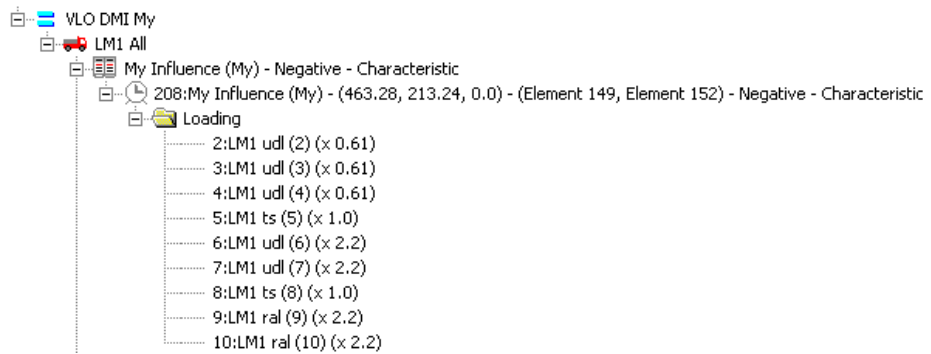 VLO DMI My
LM1 All
My Influence (My) - Negative - Characteristic
208:My Influence (My) - (463.28, 213.24, 0.0) - (Element 149, Element 152) - Negative - Characteristic
Loading
2:LM1 udl (2) (x 0.61)
3:LM1 udl (3) (x 0.61)
4:LM1 udl (4) (x 0.61)
5:LM1 ts (5) (x 1.0)
6:LM1 udl (6) (x 2.2)
7:LM1 udl (7) (x 2.2)
8:LM1 ts (8) (x 1.0)
9:LM1 ral (9) (x 2.2)
10:LM1 ral (10) (x 2.2)